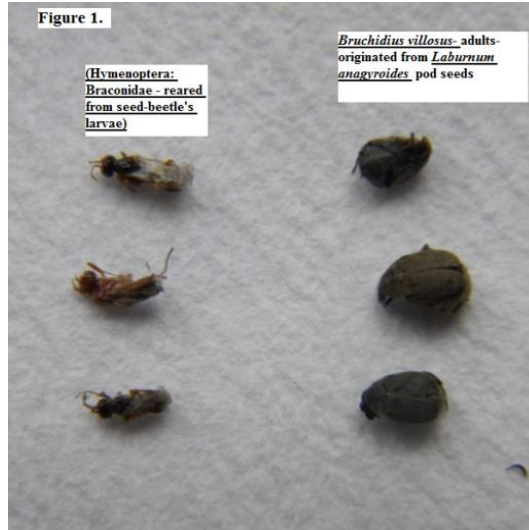 Figure 1.
(Hymenoptera:
Braconidae - reared
from seed-beetle's
larvae)
Bruchidius villosus- adults-
originated from Laburnum
anagyroides pod seeds